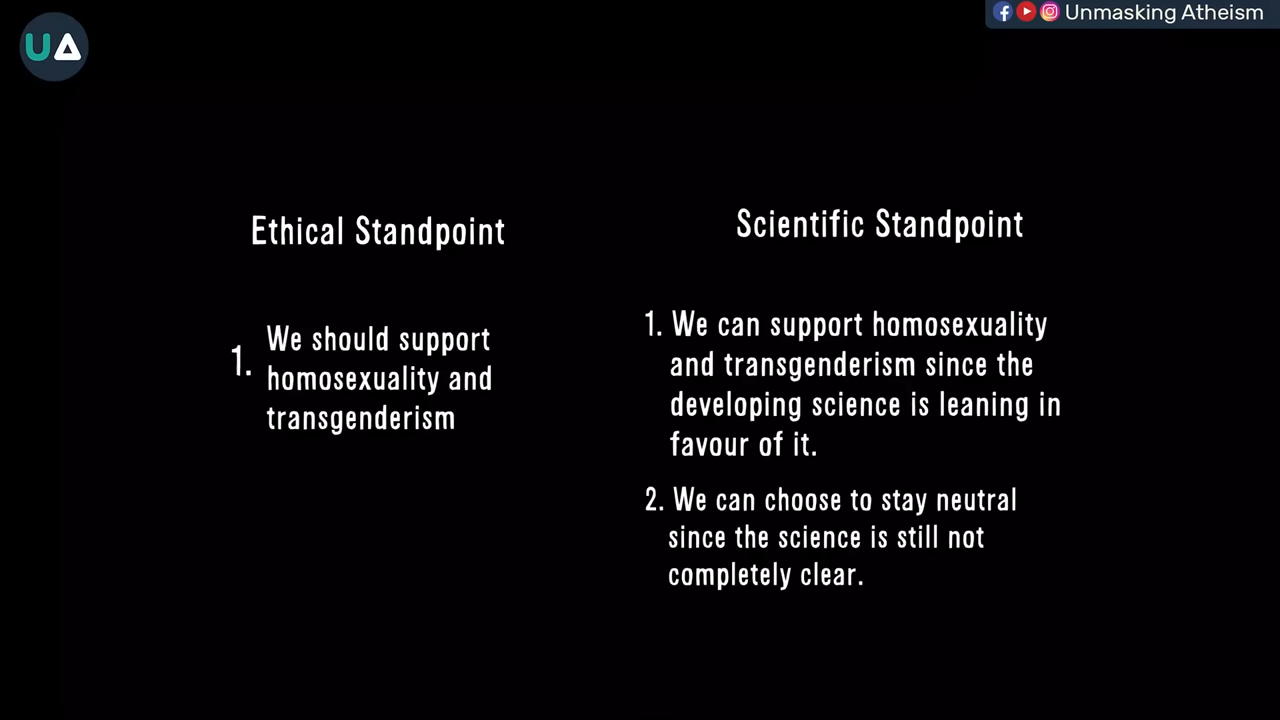 UA
Unmasking Atheism
Ethical Standpoint
1. We should support
homosexuality and
transgenderism
Scientific Standpoint
1. We can support homosexuality
and transgenderism since the
developing science is leaning in
favour of it.
2. We can choose to stay neutral
since the science is still not
completely clear.